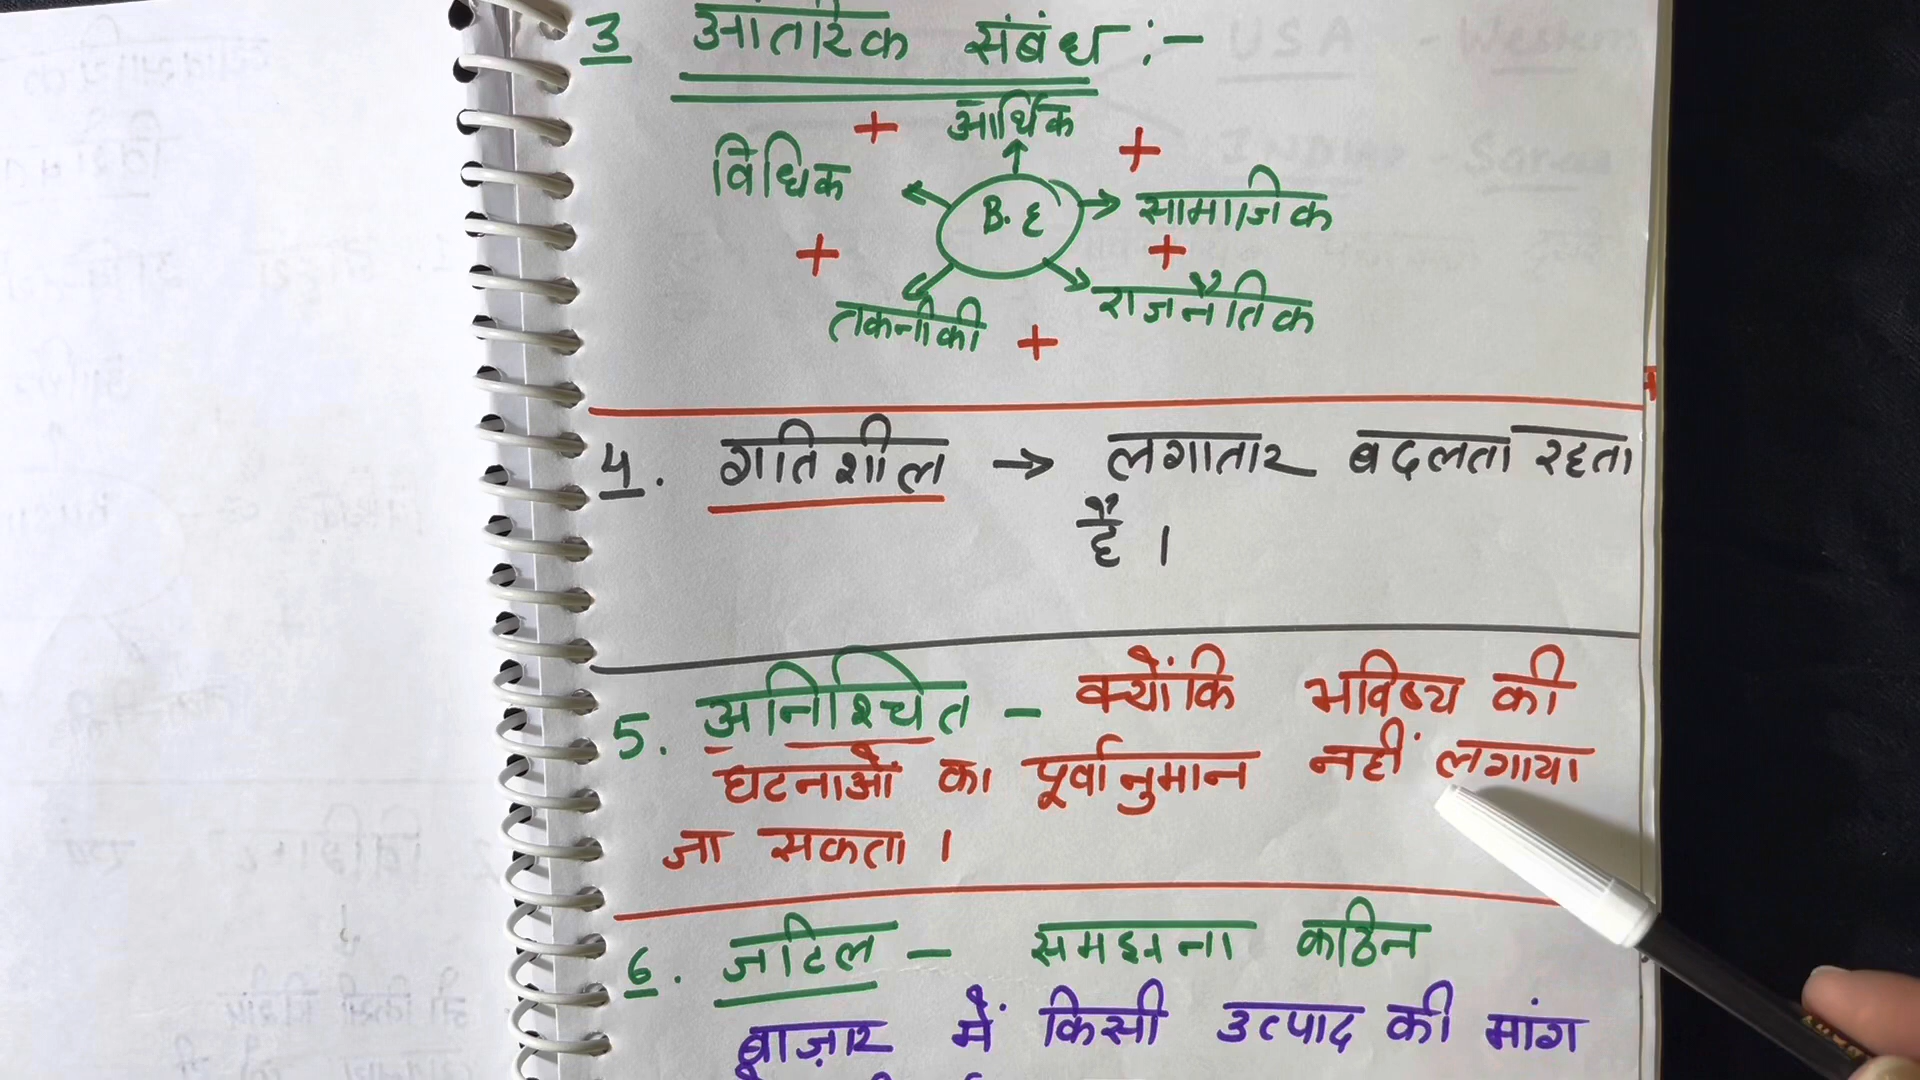 3 आंतरिक संबंध :-
आर्थिक
विधिक
B.E
सामाजिक
तकनीकी
राजनैतिक
4. गतिशील → लगातार बदलता रहता
है ।
5. अनिश्चित - क्योंकि भविष्य की
घटनाओं का पूर्वानुमान नहीं लगाया
जा सकता ।
6. जटिल - समझना कठिन
बाज़ार में किसी उत्पाद की मांग